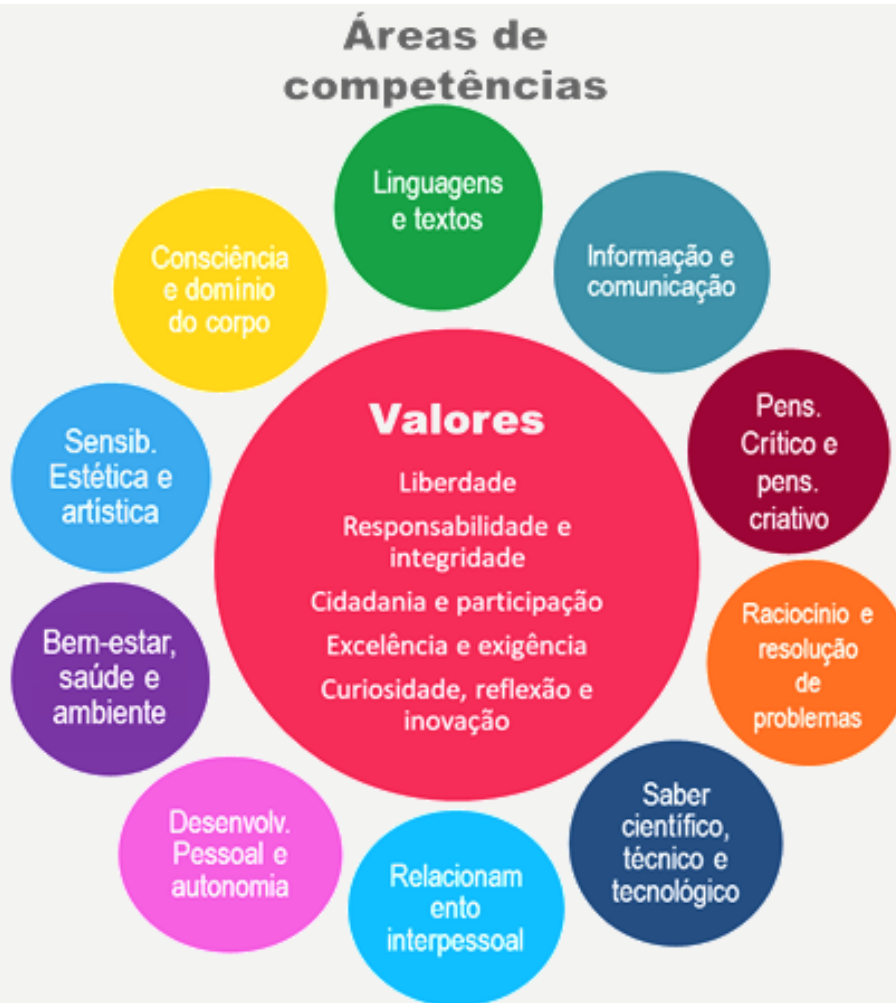 Áreas de
competências
Linguagens
e textos
Informação e
comunicação
Pens.
Crítico e
pens.
criativo
Raciocínio e
resolução
de
problemas
Saber
científico,
técnico e
tecnológico
Relacionam
ento
interpessoal
Desenvolv.
Pessoal e
autonomia
Bem-estar,
saúde e
ambiente
Sensib.
Estética e
artística
Consciência
e domínio
do corpo
Valores
Liberdade
Responsabilidade e
integridade
Cidadania e participação
Excelência e exigência
Curiosidade, reflexão e
inovação